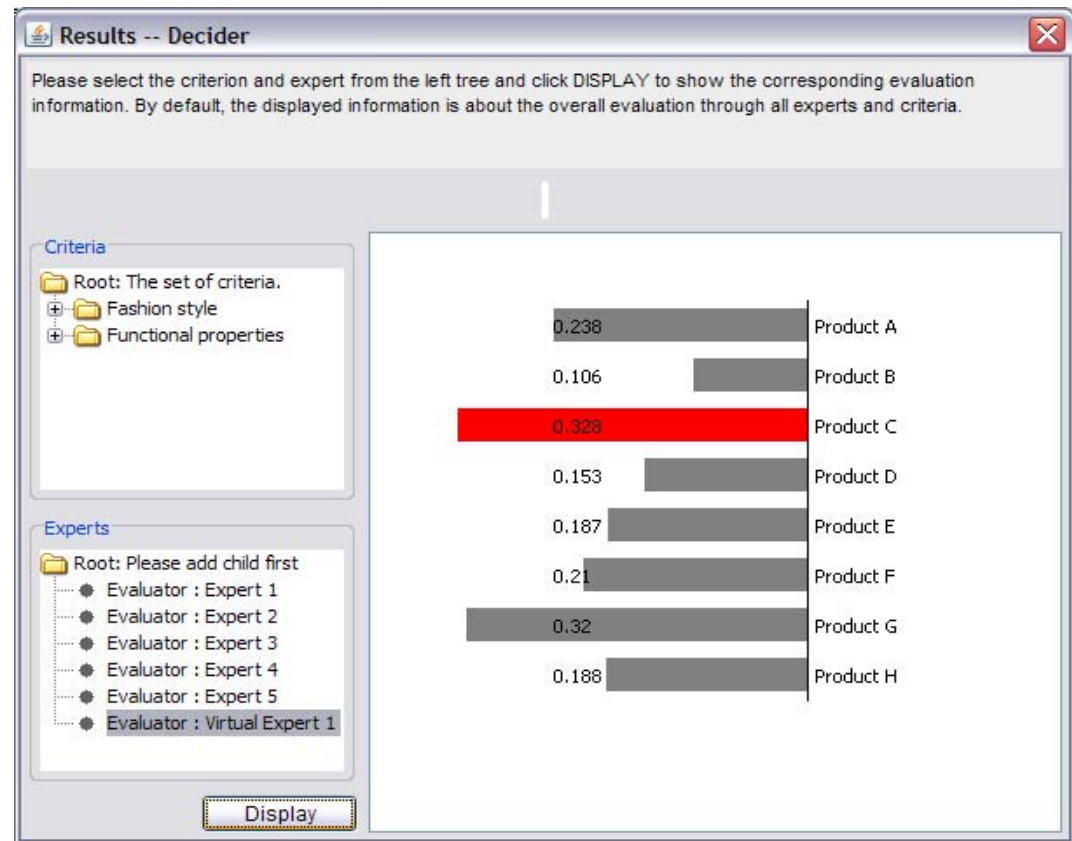 Results -- Decider
Please select the criterion and expert from the left tree and click DISPLAY to show the corresponding evaluation
information. By default, the displayed information is about the overall evaluation through all experts and criteria.
Criteria
Root: The set of criteria.
Fashion style
Functional properties
Experts
Root: Please add child first
Evaluator : Expert 1
Evaluator : Expert 2
Evaluator : Expert 3
Evaluator : Expert 4
Evaluator : Expert 5
Evaluator : Virtual Expert 1
Display
0.238 Product A
0.106 Product B
0.328 Product C
0.153 Product D
0.187 Product E
0.21 Product F
0.32 Product G
0.188 Product H